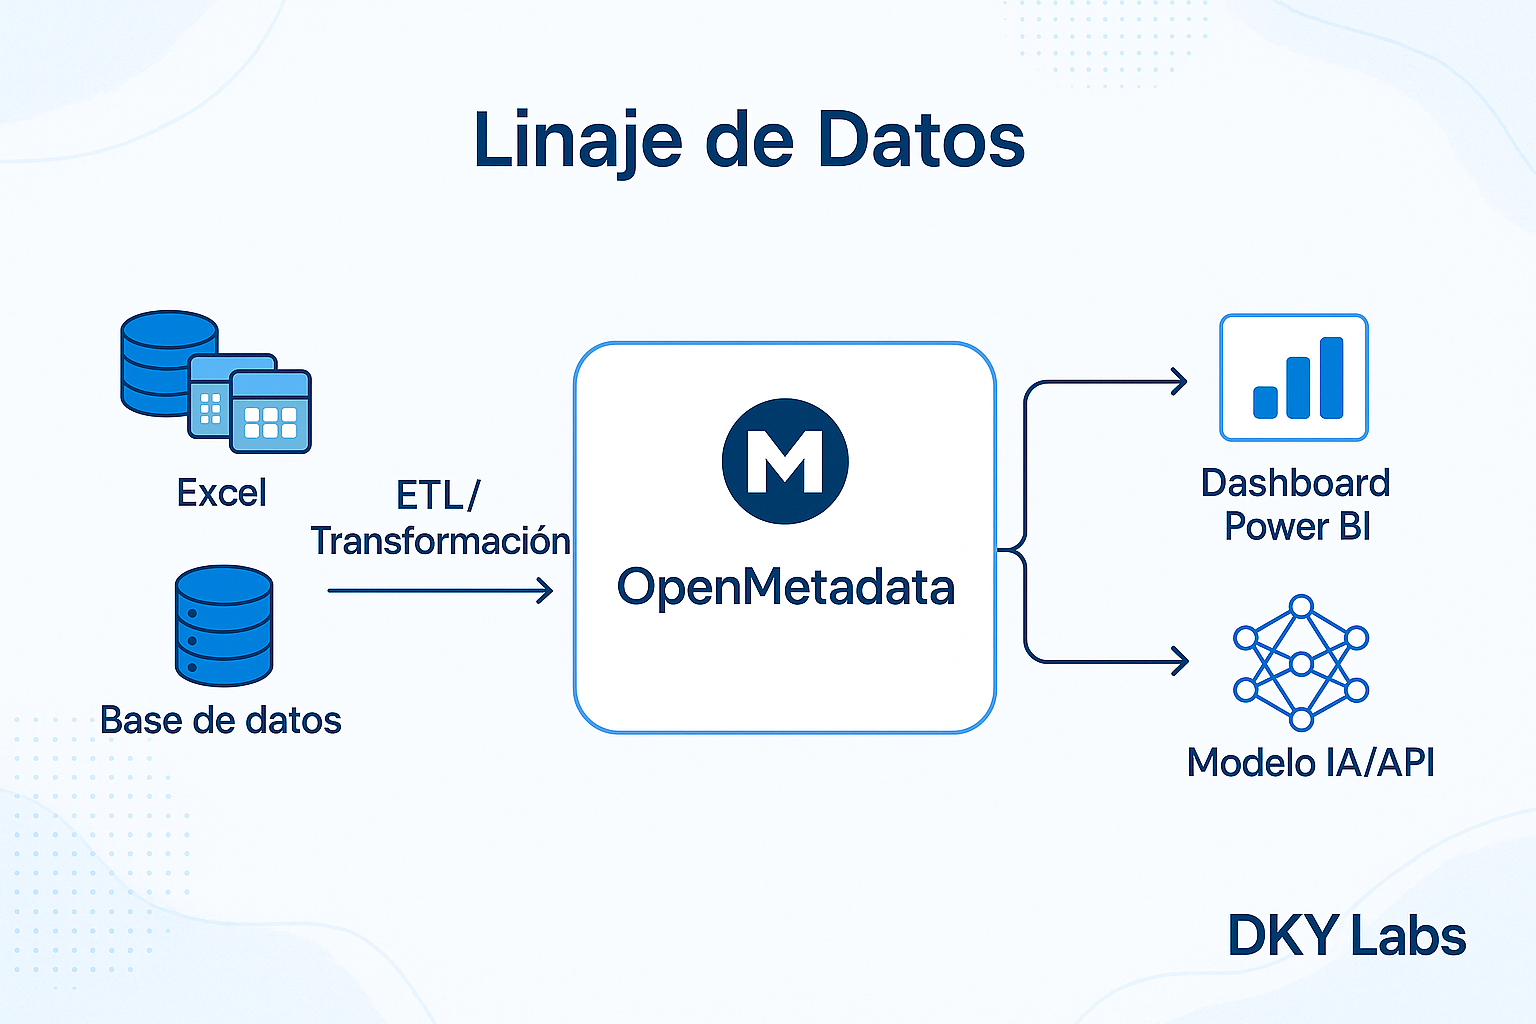 Linaje de Datos
Excel
ETL/
Transformación
Base de datos
M
OpenMetadata
Dashboard
Power BI
Modelo IA/API
DKY Labs